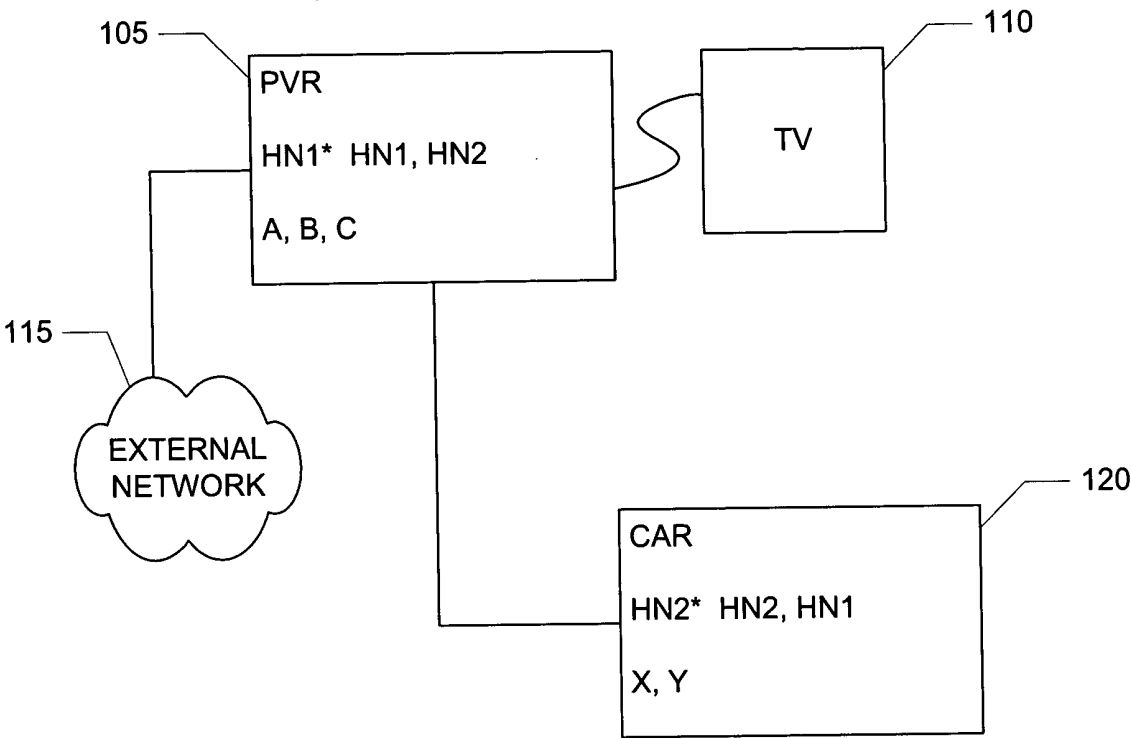 105
110
PVR
HN1* HN1, HN2
A, B, C
TV
115
EXTERNAL
NETWORK
120
CAR
HN2* HN2, HN1
X, Y